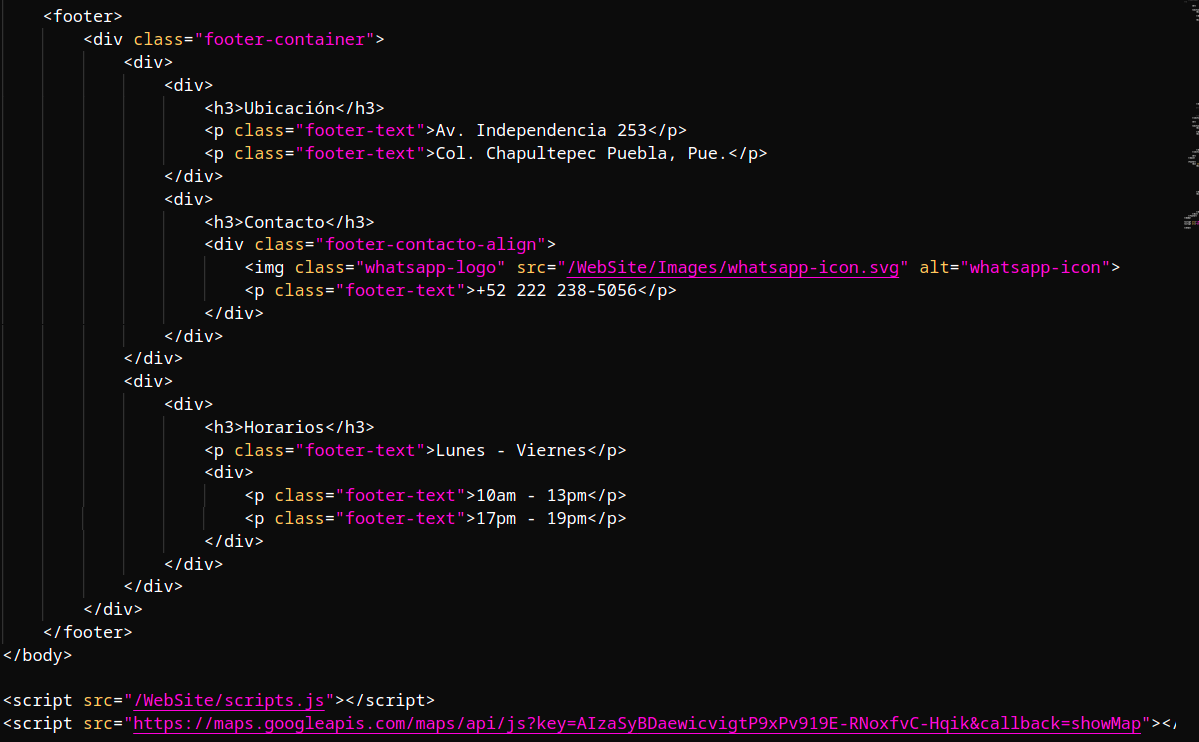 <footer>
<div class="footer-container">
<div>
<div>
<h3>Ubicación</h3>
<p class="footer-text">Av. Independencia 253</p>
<p class="footer-text">Col. Chapultepec Puebla, Pue.</p>
</div>
<div>
<h3>Contacto</h3>
<div class="footer-contacto-align">
<img class="whatsapp-logo" src="/WebSite/Images/whatsapp-icon.svg" alt="whatsapp-icon">
<p class="footer-text">+52 222 238-5056</p>
</div>
</div>
</div>
<div>
<div>
<h3>Horarios</h3>
<p class="footer-text">Lunes - Viernes</p>
<div>
<p class="footer-text">10am - 13pm</p>
<p class="footer-text">17pm - 19pm</p>
</div>
</div>
</div>
</div>
</footer>
</body>
<script src="/WebSite/scripts.js"></script>
<script src="https://maps.googleapis.com/maps/api/js?key=AIzaSyBDaewicvigtP9xPv919E-RNoxfvC-Hqik&callback=showMap"></